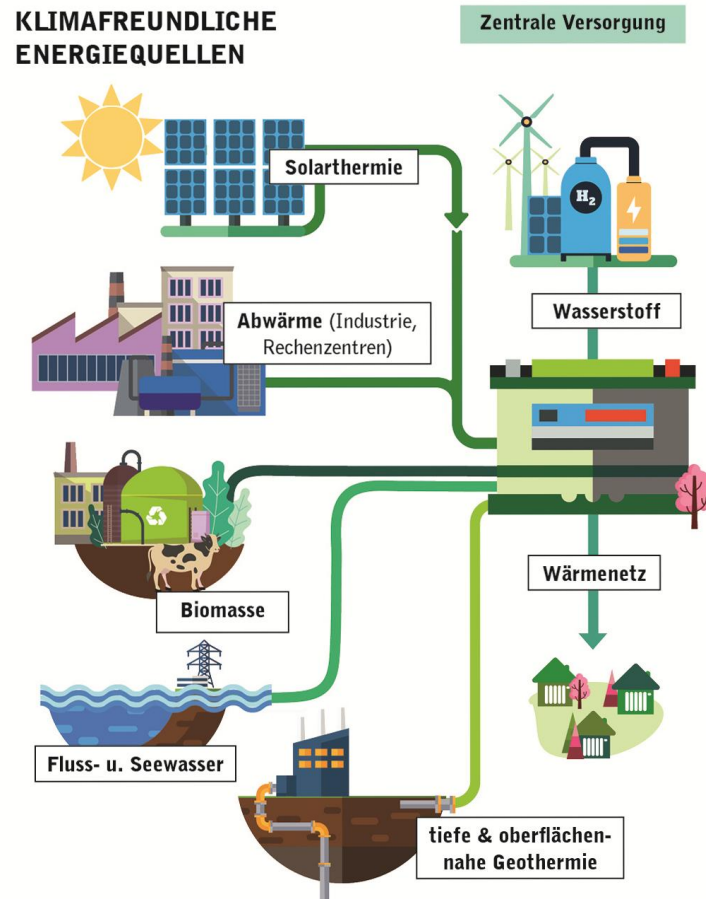 KLIMAFREUNDLICHE
ENERGIEQUELLEN
Zentrale Versorgung
Solarthermie
H₂
Wasserstoff
Abwärme (Industrie,
Rechenzentren)
Biomasse
Wärmenetz
Fluss- u. Seewasser
tiefe & oberflächen-
nahe Geothermie